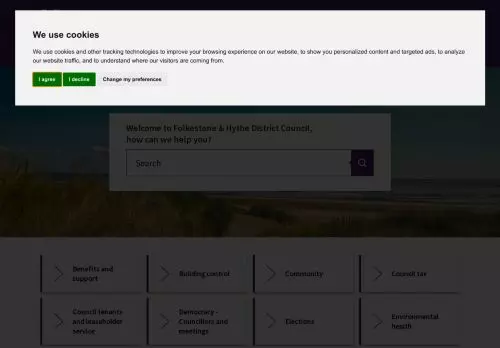 We use cookies
We use cookies and other tracking technologies to improve your browsing experience on our website, to show you personalized content and targeted ads, to analyze
our website traffic, and to understand where our visitors are coming from.
I agree
I decline
Change my preferences
Welcome to Folkestone & Hythe District Council,
how can we help you?
Search
Benefits and
support
Building control
Community
Council tax
Council tenants
and leaseholder
service
Democracy -
Councillors and
meetings
Elections
Environmental
health